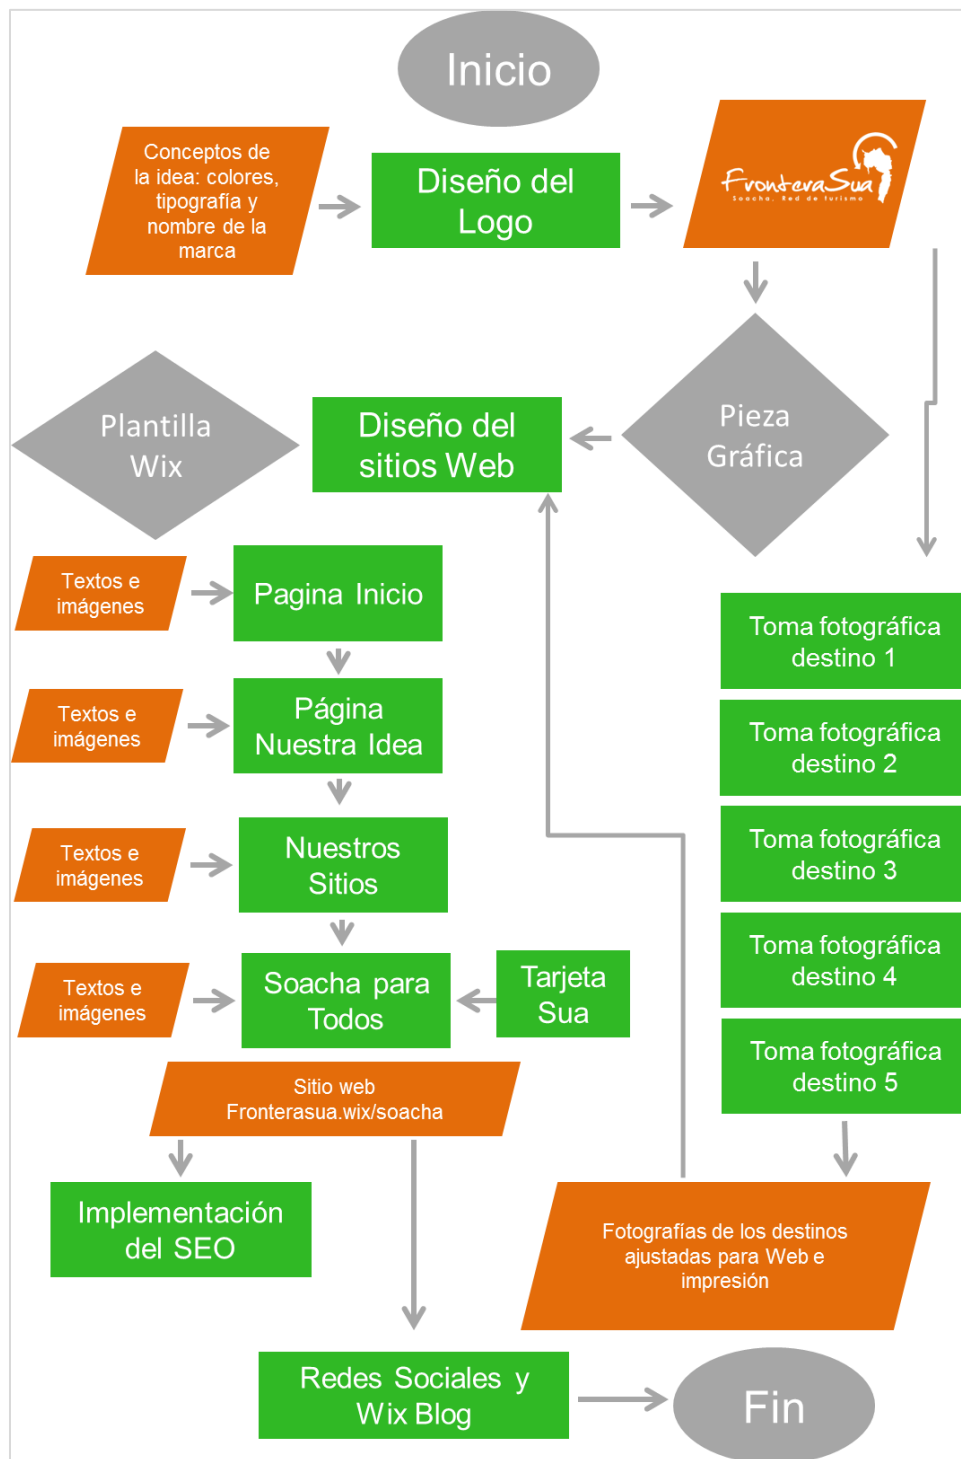 Inicio
Conceptos de
la idea: colores,
tipografía y
nombre de la
marca
Diseño del
Logo
FronteraSua
Soacha, Red de turismo
Plantilla
Wix
Diseño del
sitios Web
Pieza
Gráfica
Textos e
imágenes
Pagina Inicio
Toma fotográfica
destino 1
Textos e
imágenes
Página
Nuestra Idea
Toma fotográfica
destino 2
Textos e
imágenes
Nuestros
Sitios
Toma fotográfica
destino 3
Textos e
imágenes
Soacha para
Todos
Tarjeta
Sua
Toma fotográfica
destino 4
Toma fotográfica
destino 5
Sitio web
Fronterasua.wix/soacha
Implementación
del SEO
Fotografías de los destinos
ajustadas para Web e
impresión
Redes Sociales y
Wix Blog
Fin